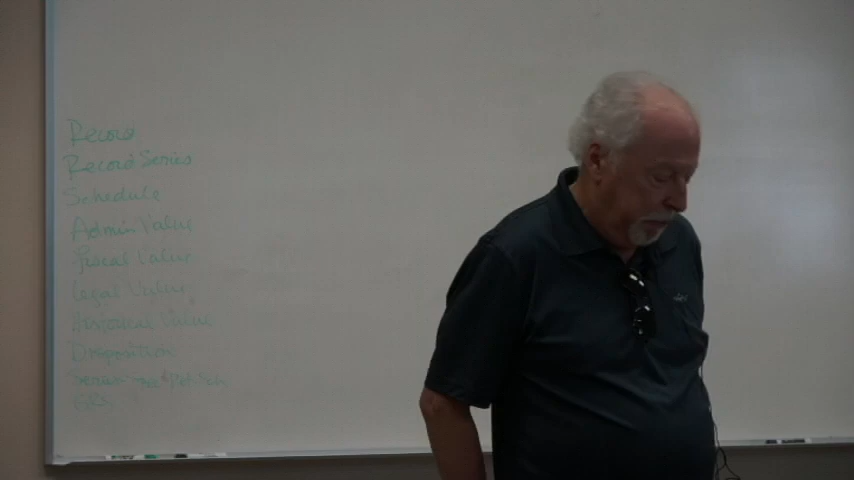 Record
Record Series
Schedule
Admin Value
Fiscal Value
Legal Value
Historical Value
Disposition